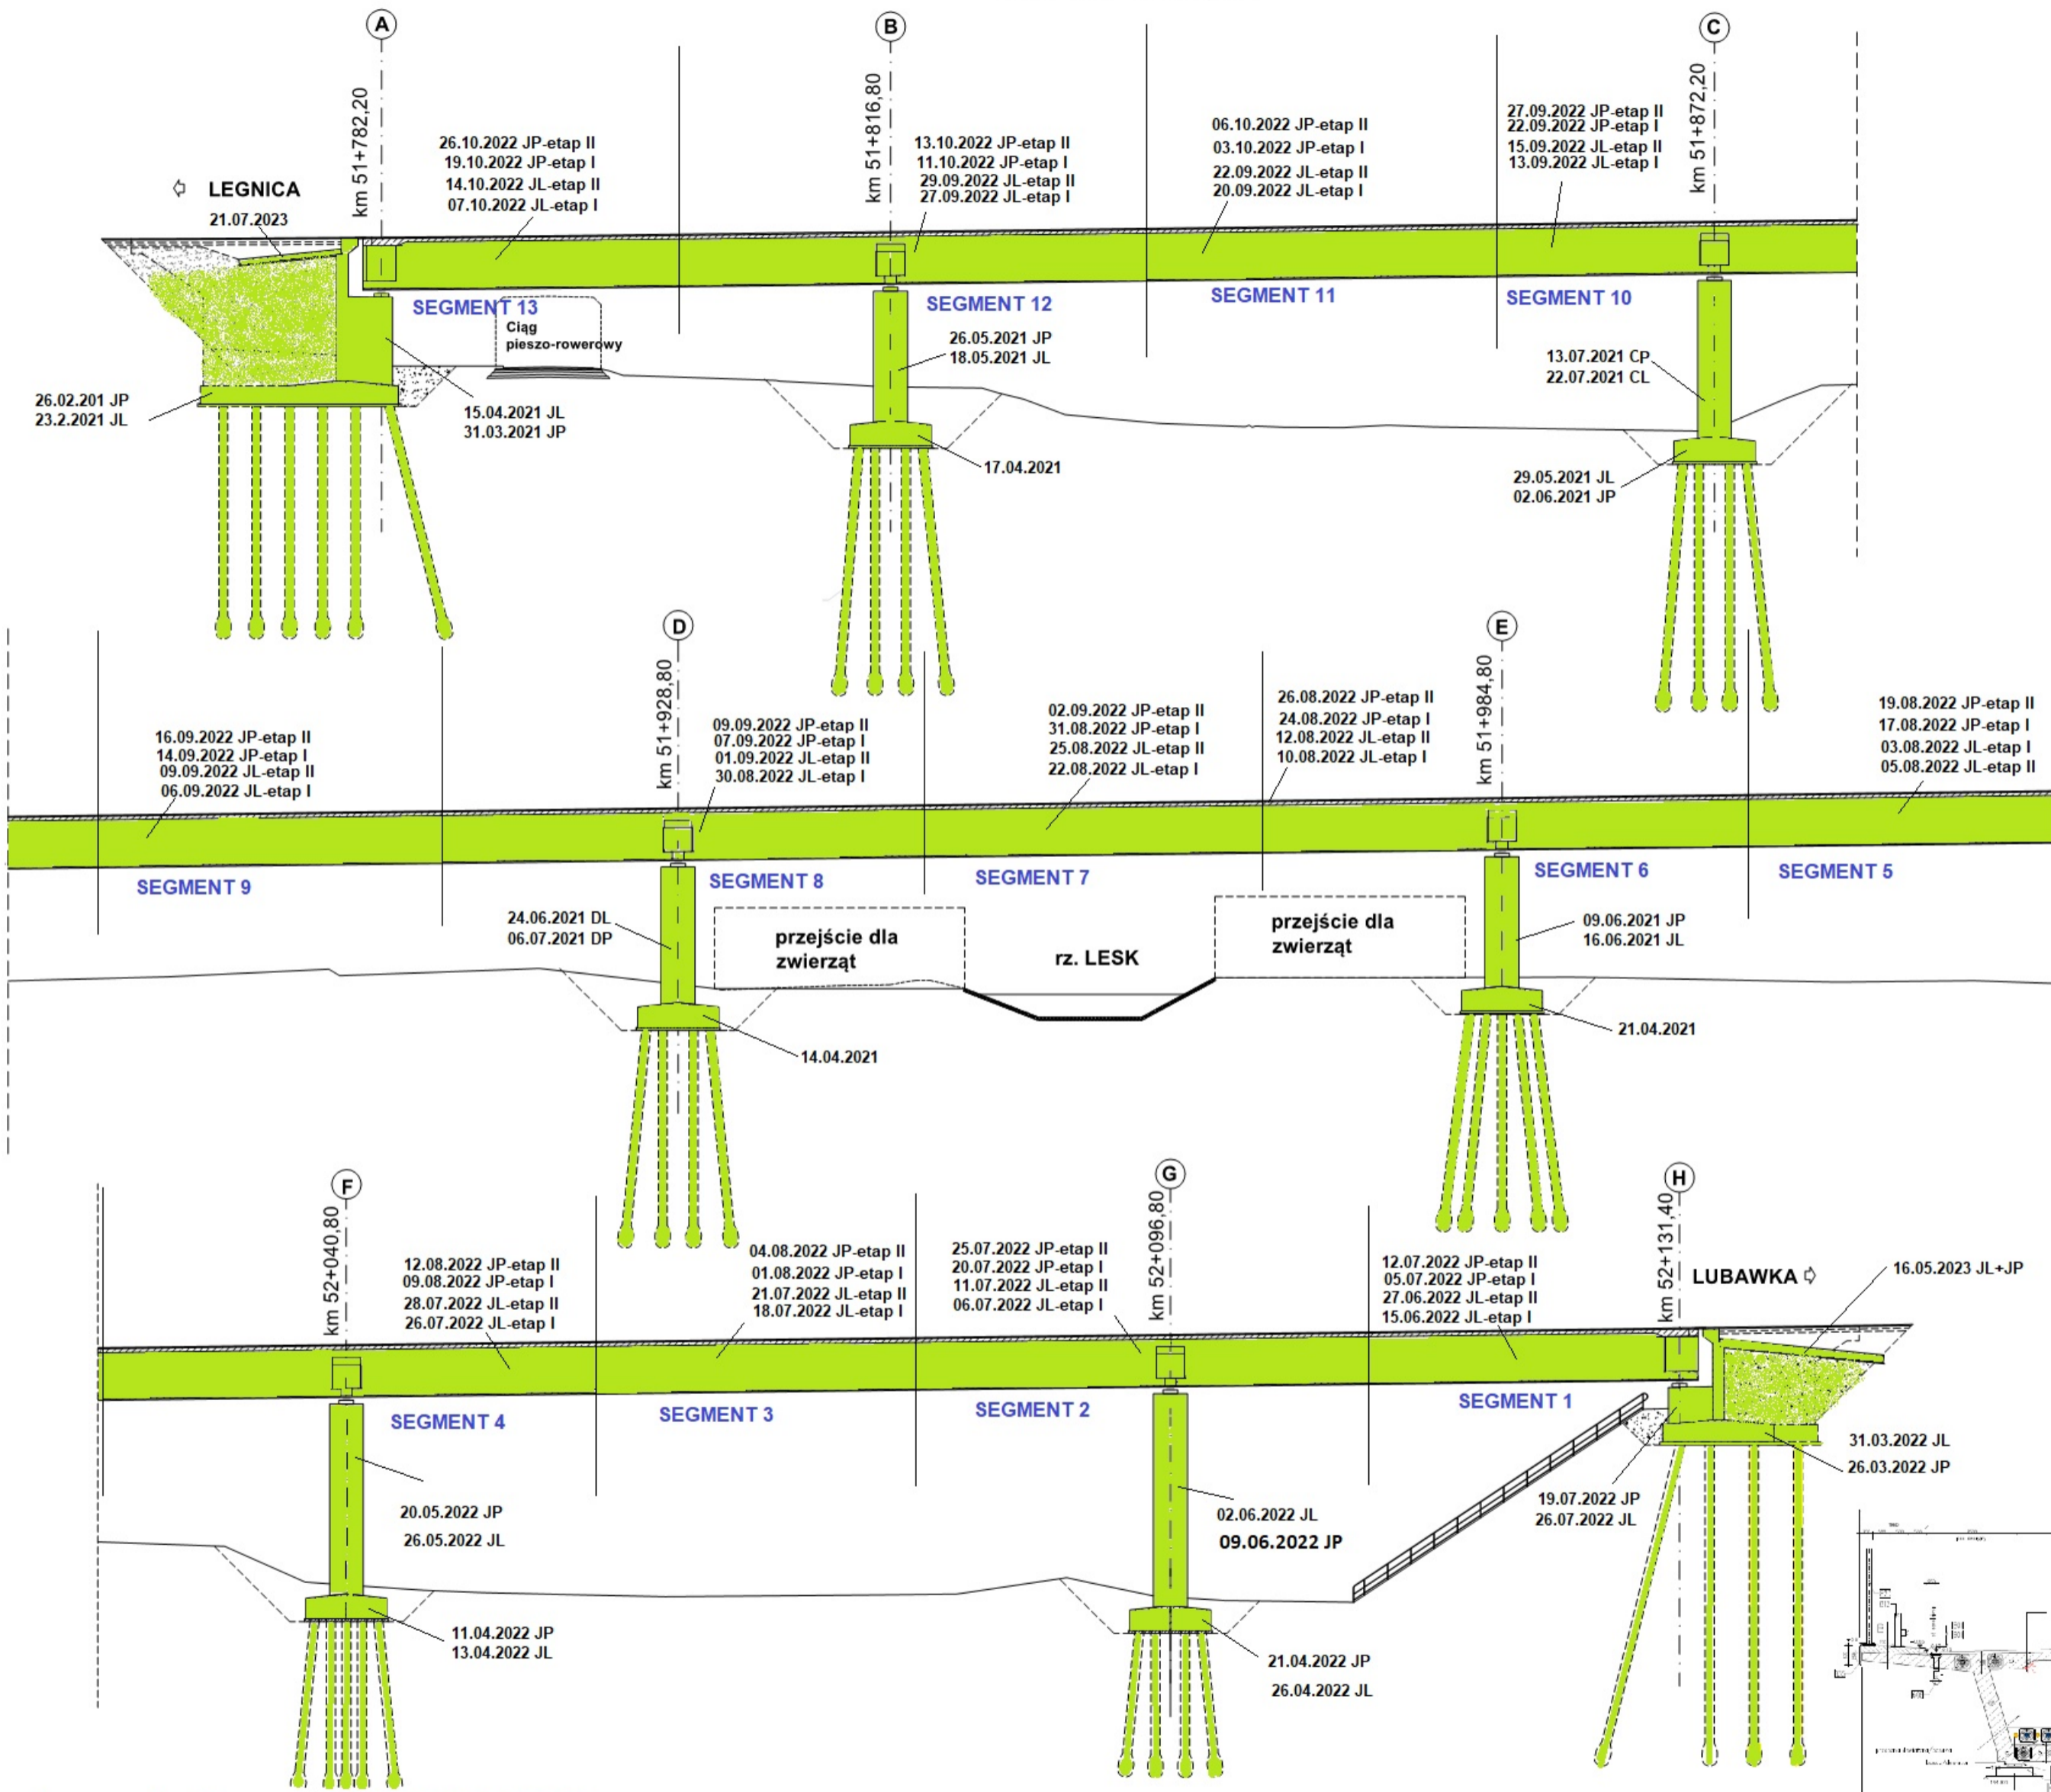 A
B
C
km 51+782,20
km 51+816,80
km 51+872,20
26.10.2022 JP-etap II
19.10.2022 JP-etap I
14.10.2022 JL-etap II
07.10.2022 JL-etap I
13.10.2022 JP-etap II
11.10.2022 JP-etap I
29.09.2022 JL-etap II
27.09.2022 JL-etap I
06.10.2022 JP-etap II
03.10.2022 JP-etap I
22.09.2022 JL-etap II
20.09.2022 JL-etap I
27.09.2022 JP-etap II
22.09.2022 JP-etap I
15.09.2022 JL-etap II
13.09.2022 JL-etap I
LEGNICA
21.07.2023
SEGMENT 13
SEGMENT 12
SEGMENT 11
SEGMENT 10
Ciąg
pieszo-rowerowy
26.05.2021 JP
18.05.2021 JL
13.07.2021 CP
22.07.2021 CL
26.02.201 JP
23.2.2021 JL
15.04.2021 JL
31.03.2021 JP
17.04.2021
29.05.2021 JL
02.06.2021 JP
D
E
km 51+928,80
km 51+984,80
16.09.2022 JP-etap II
14.09.2022 JP-etap I
09.09.2022 JL-etap II
06.09.2022 JL-etap I
09.09.2022 JP-etap II
07.09.2022 JP-etap I
01.09.2022 JL-etap II
30.08.2022 JL-etap I
02.09.2022 JP-etap II
31.08.2022 JP-etap I
25.08.2022 JL-etap II
22.08.2022 JL-etap I
26.08.2022 JP-etap II
24.08.2022 JP-etap I
12.08.2022 JL-etap II
10.08.2022 JL-etap I
19.08.2022 JP-etap II
17.08.2022 JP-etap I
03.08.2022 JL-etap I
05.08.2022 JL-etap II
SEGMENT 9
SEGMENT 8
SEGMENT 7
SEGMENT 6
SEGMENT 5
24.06.2021 DL
06.07.2021 DP
przejście dla
zwierząt
rz. LESK
przejście dla
zwierząt
09.06.2021 JP
16.06.2021 JL
14.04.2021
21.04.2021
F
G
H
km 52+040,80
km 52+096,80
km 52+131,40
12.08.2022 JP-etap II
09.08.2022 JP-etap I
28.07.2022 JL-etap II
26.07.2022 JL-etap I
04.08.2022 JP-etap II
01.08.2022 JP-etap I
21.07.2022 JL-etap II
18.07.2022 JL-etap I
25.07.2022 JP-etap II
20.07.2022 JP-etap I
11.07.2022 JL-etap II
06.07.2022 JL-etap I
12.07.2022 JP-etap II
05.07.2022 JP-etap I
27.06.2022 JL-etap II
15.06.2022 JL-etap I
LUBAWKA
16.05.2023 JL+JP
SEGMENT 4
SEGMENT 3
SEGMENT 2
SEGMENT 1
20.05.2022 JP
26.05.2022 JL
02.06.2022 JL
09.06.2022 JP
31.03.2022 JL
26.03.2022 JP
19.07.2022 JP
26.07.2022 JL
11.04.2022 JP
13.04.2022 JL
21.04.2022 JP
26.04.2022 JL